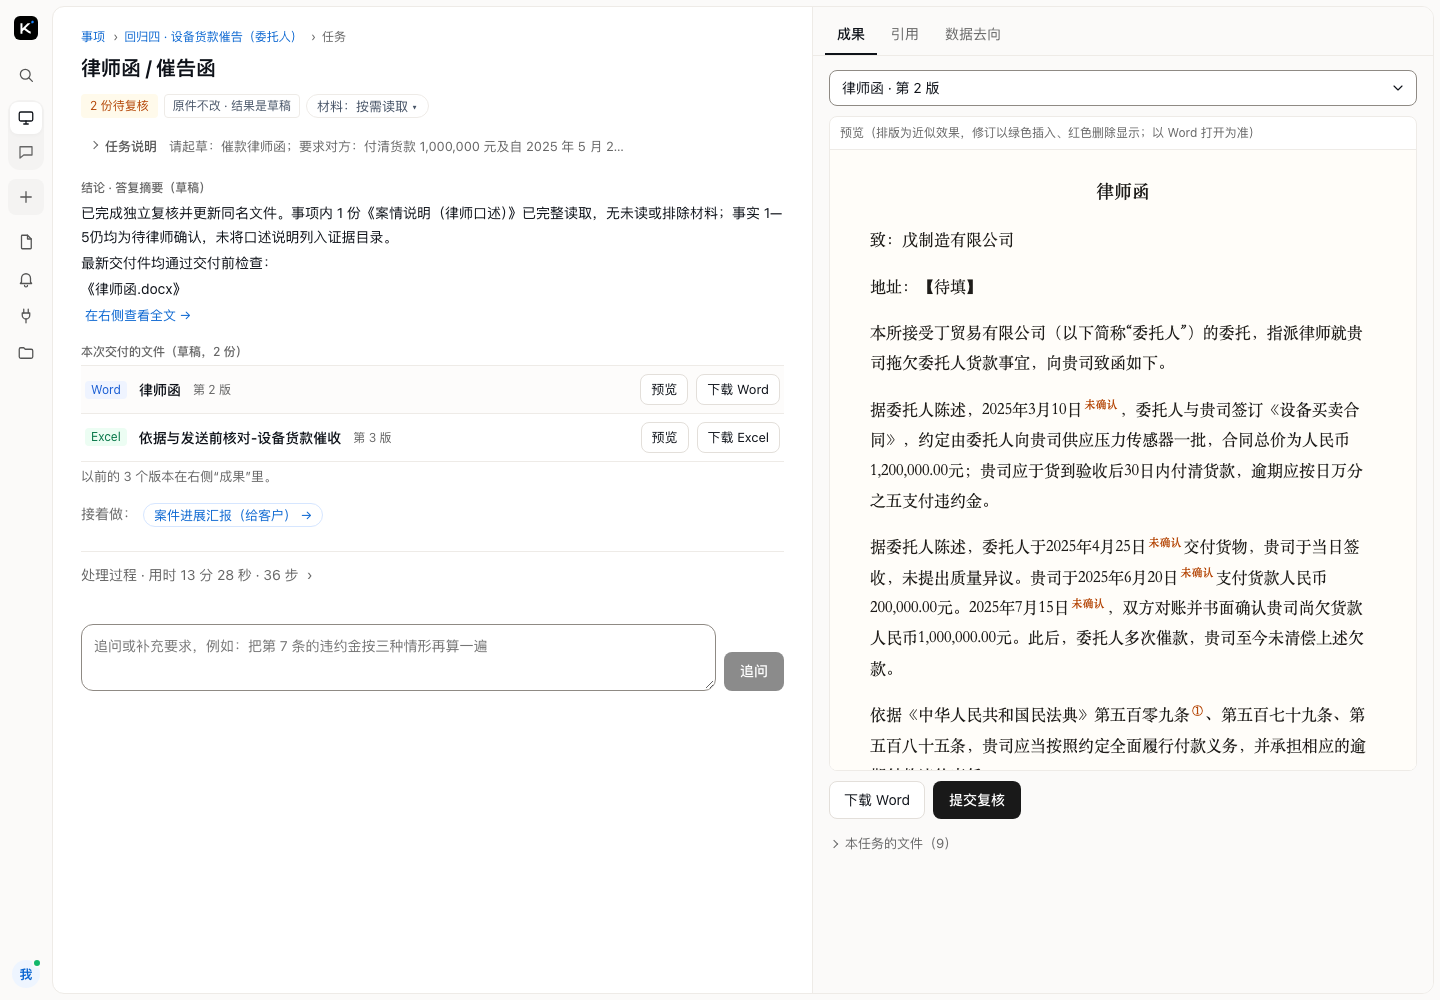 K
事项 › 回归四 · 设备货款催告（委托人） › 任务
律师函 / 催告函
2 份待复核 原件不改 · 结果是草稿 材料：按需读取 ▾
任务说明 请起草：催款律师函；要求对方：付清货款 1,000,000 元及自 2025 年 5 月 2...
结论 · 答复摘要（草稿）
已完成独立复核并更新同名文件。事项内 1 份《案情说明（律师口述）》已完整读取，无未读或排除材料；事实 1—
5仍均为待律师确认，未将口述说明列入证据目录。
最新交付件均通过交付前检查：
《律师函.docx》
在右侧查看全文 →
本次交付的文件（草稿，2 份）
Word 律师函 第 2 版 预览 下载 Word
Excel 依据与发送前核对-设备货款催收 第 3 版 预览 下载 Excel
以前的 3 个版本在右侧“成果”里。
接着做： 案件进展汇报（给客户） →
处理过程 · 用时 13 分 28 秒 · 36 步 ›
追问或补充要求，例如：把第 7 条的违约金按三种情形再算一遍
追问
我
成果 引用 数据去向
律师函 · 第 2 版
预览（排版为近似效果，修订以绿色插入、红色删除显示；以 Word 打开为准）
律师函
致：戊制造有限公司
地址：【待填】
本所接受丁贸易有限公司（以下简称“委托人”）的委托，指派律师就贵
司拖欠委托人货款事宜，向贵司致函如下。
据委托人陈述，2025年3月10日未确认，委托人与贵司签订《设备买卖合
同》，约定由委托人向贵司供应压力传感器一批，合同总价为人民币
1,200,000.00元；贵司应于货到验收后30日内付清货款，逾期应按日万分
之五支付违约金。
据委托人陈述，委托人于2025年4月25日未确认交付货物，贵司于当日签
收，未提出质量异议。贵司于2025年6月20日未确认支付货款人民币
200,000.00元。2025年7月15日未确认，双方对账并书面确认贵司尚欠货款
人民币1,000,000.00元。此后，委托人多次催款，贵司至今未清偿上述欠
款。
依据《中华人民共和国民法典》第五百零九条①、第五百七十九条、第
五百八十五条，贵司应当按照约定全面履行付款义务，并承担相应的逾
下载 Word 提交复核
本任务的文件（9）